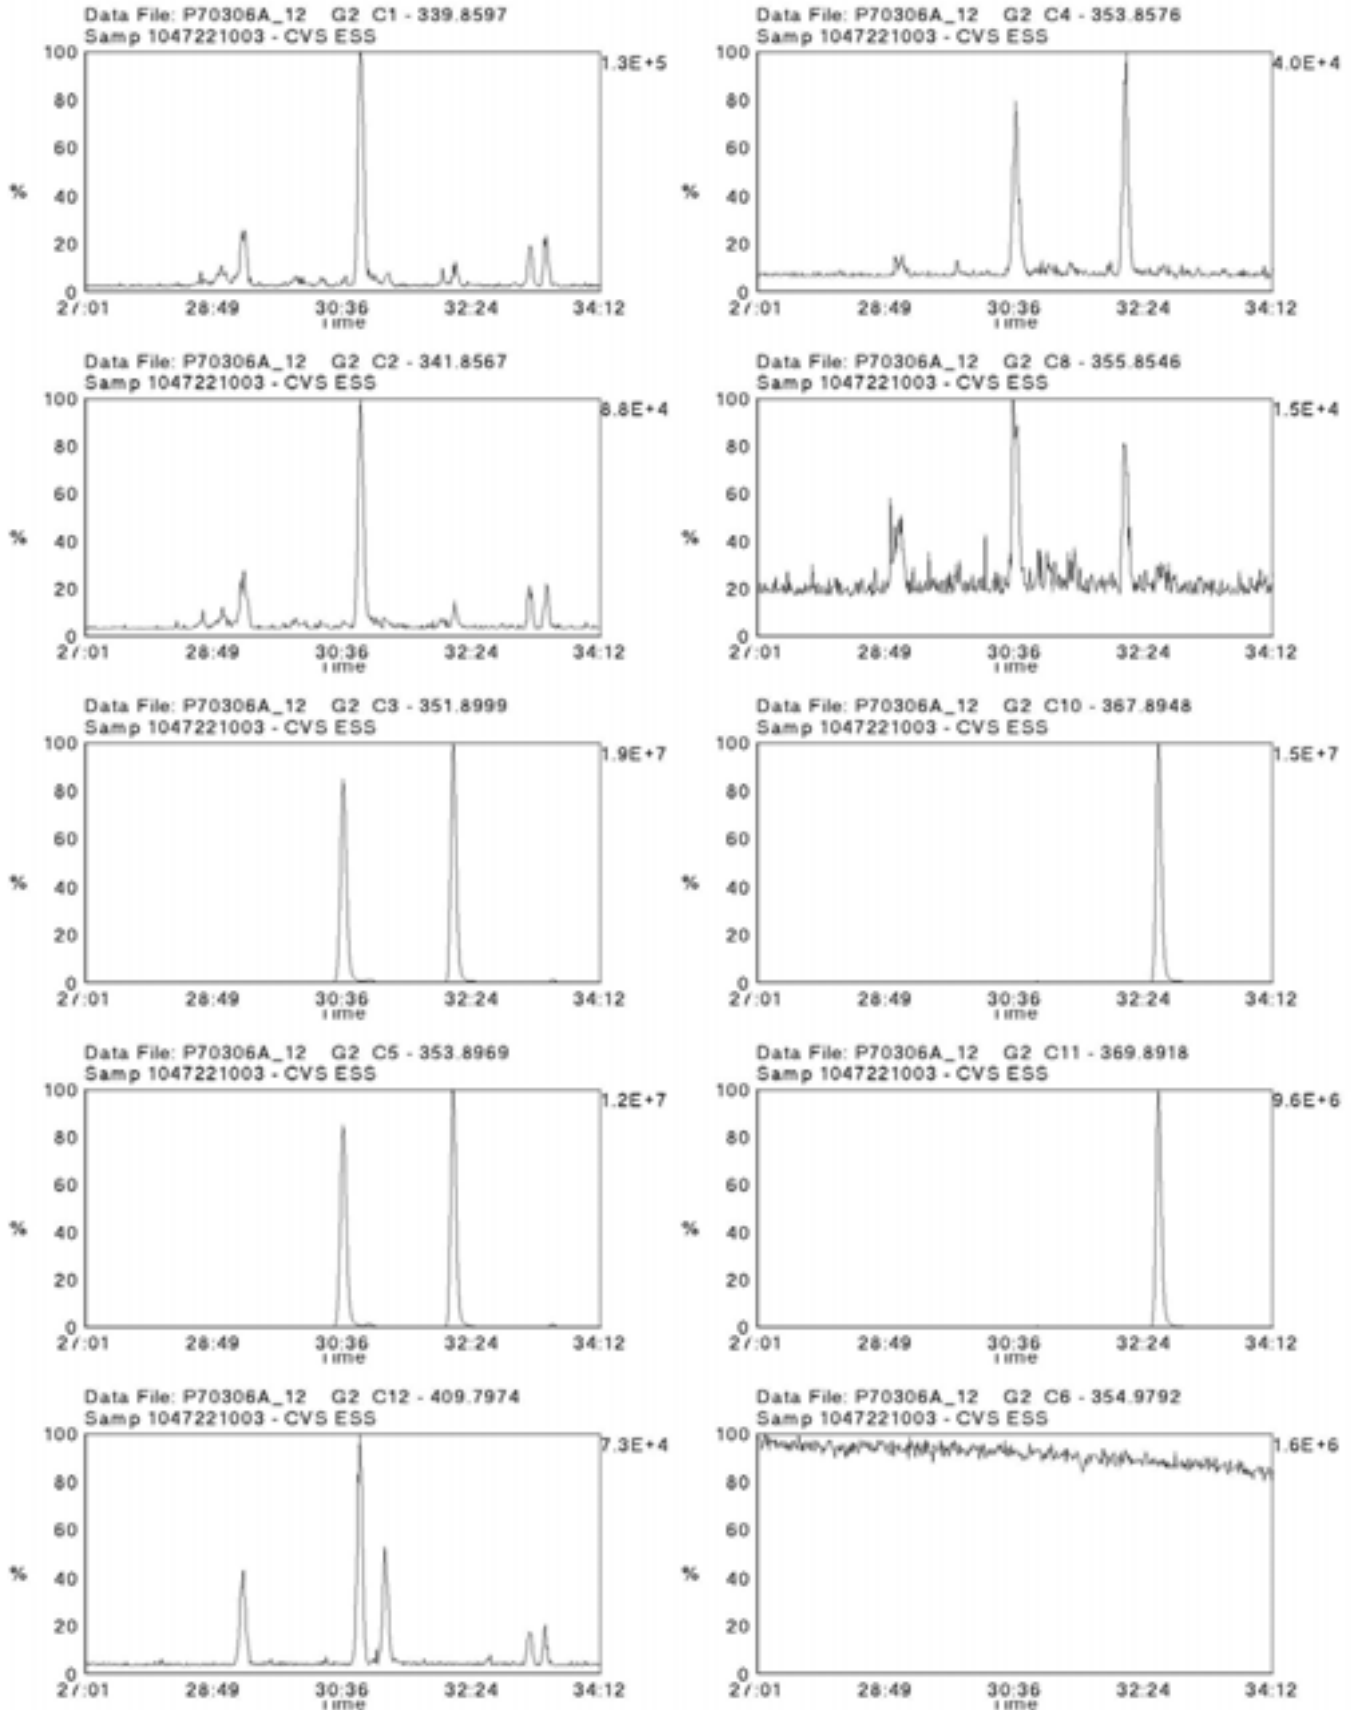 Data File: P70306A_12 G2 C1 - 339.8597
Samp 1047221003 - CVS ESS
100
80
60
40
20
0
%
1.3E+5
27:01 28:49 30:36 32:24 34:12
Time
Data File: P70306A_12 G2 C4 - 353.8576
Samp 1047221003 - CVS ESS
100
80
60
40
20
0
%
4.0E+4
27:01 28:49 30:36 32:24 34:12
Time
Data File: P70306A_12 G2 C2 - 341.8567
Samp 1047221003 - CVS ESS
100
80
60
40
20
0
%
8.8E+4
27:01 28:49 30:36 32:24 34:12
Time
Data File: P70306A_12 G2 C8 - 355.8546
Samp 1047221003 - CVS ESS
100
80
60
40
20
0
%
1.5E+4
27:01 28:49 30:36 32:24 34:12
Time
Data File: P70306A_12 G2 C3 - 351.8999
Samp 1047221003 - CVS ESS
100
80
60
40
20
0
%
1.9E+7
27:01 28:49 30:36 32:24 34:12
Time
Data File: P70306A_12 G2 C10 - 367.8948
Samp 1047221003 - CVS ESS
100
80
60
40
20
0
%
1.5E+7
27:01 28:49 30:36 32:24 34:12
Time
Data File: P70306A_12 G2 C5 - 353.8969
Samp 1047221003 - CVS ESS
100
80
60
40
20
0
%
1.2E+7
27:01 28:49 30:36 32:24 34:12
Time
Data File: P70306A_12 G2 C11 - 369.8918
Samp 1047221003 - CVS ESS
100
80
60
40
20
0
%
9.6E+6
27:01 28:49 30:36 32:24 34:12
Time
Data File: P70306A_12 G2 C12 - 409.7974
Samp 1047221003 - CVS ESS
100
80
60
40
20
0
%
7.3E+4
27:01 28:49 30:36 32:24 34:12
Time
Data File: P70306A_12 G2 C6 - 354.9792
Samp 1047221003 - CVS ESS
100
80
60
40
20
0
%
1.6E+6
27:01 28:49 30:36 32:24 34:12
Time